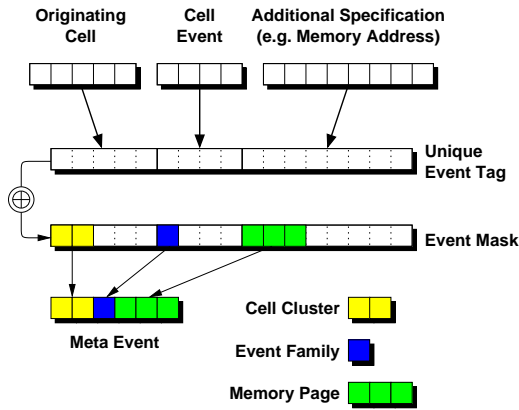 Originating
Cell
Cell
Event
Additional Specification
(e.g. Memory Address)
Unique
Event Tag
Event Mask
Meta Event
Cell Cluster
Event Family
Memory Page